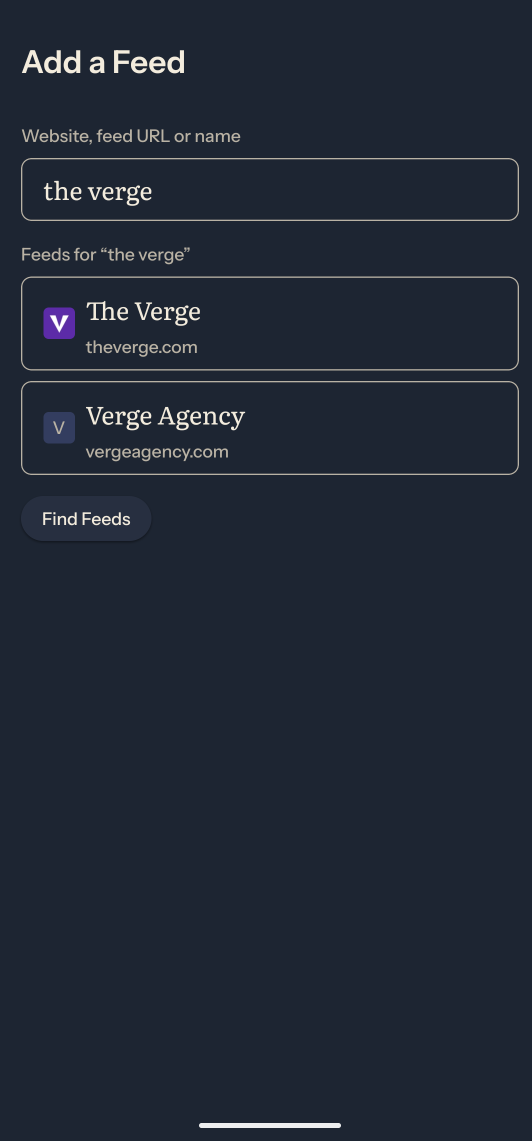 Add a Feed
Website, feed URL or name
the verge
Feeds for “the verge”
The Verge
theverge.com
V
Verge Agency
vergeagency.com
Find Feeds